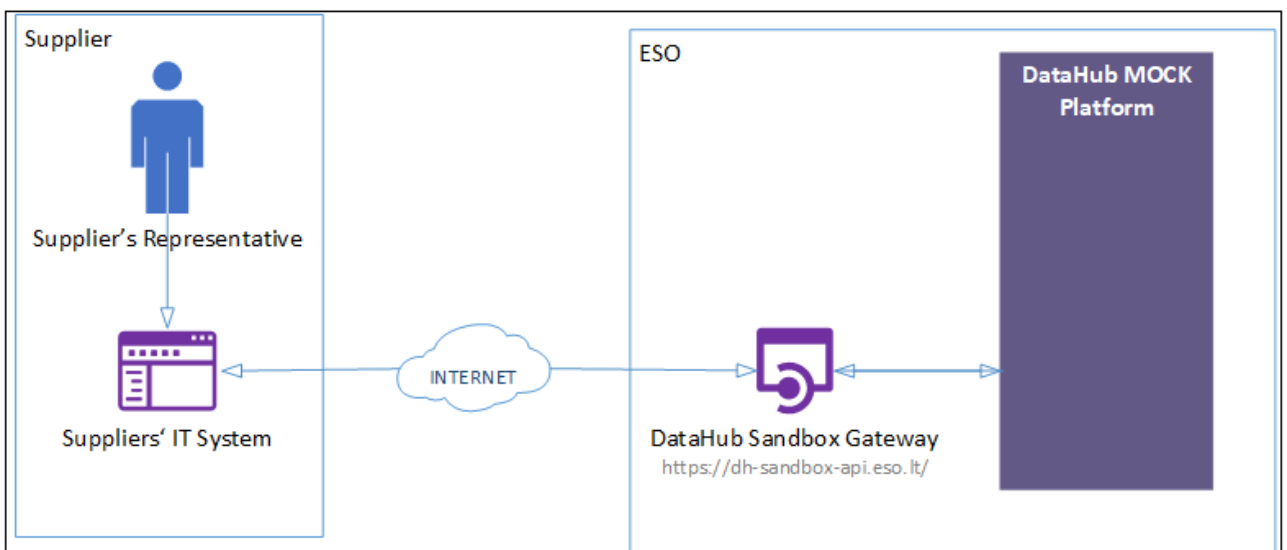 Supplier
Supplier's Representative
Suppliers‘ IT System
INTERNET
ESO
DataHub MOCK
Platform
DataHub Sandbox Gateway
https://dh-sandbox-api.eso.lt/